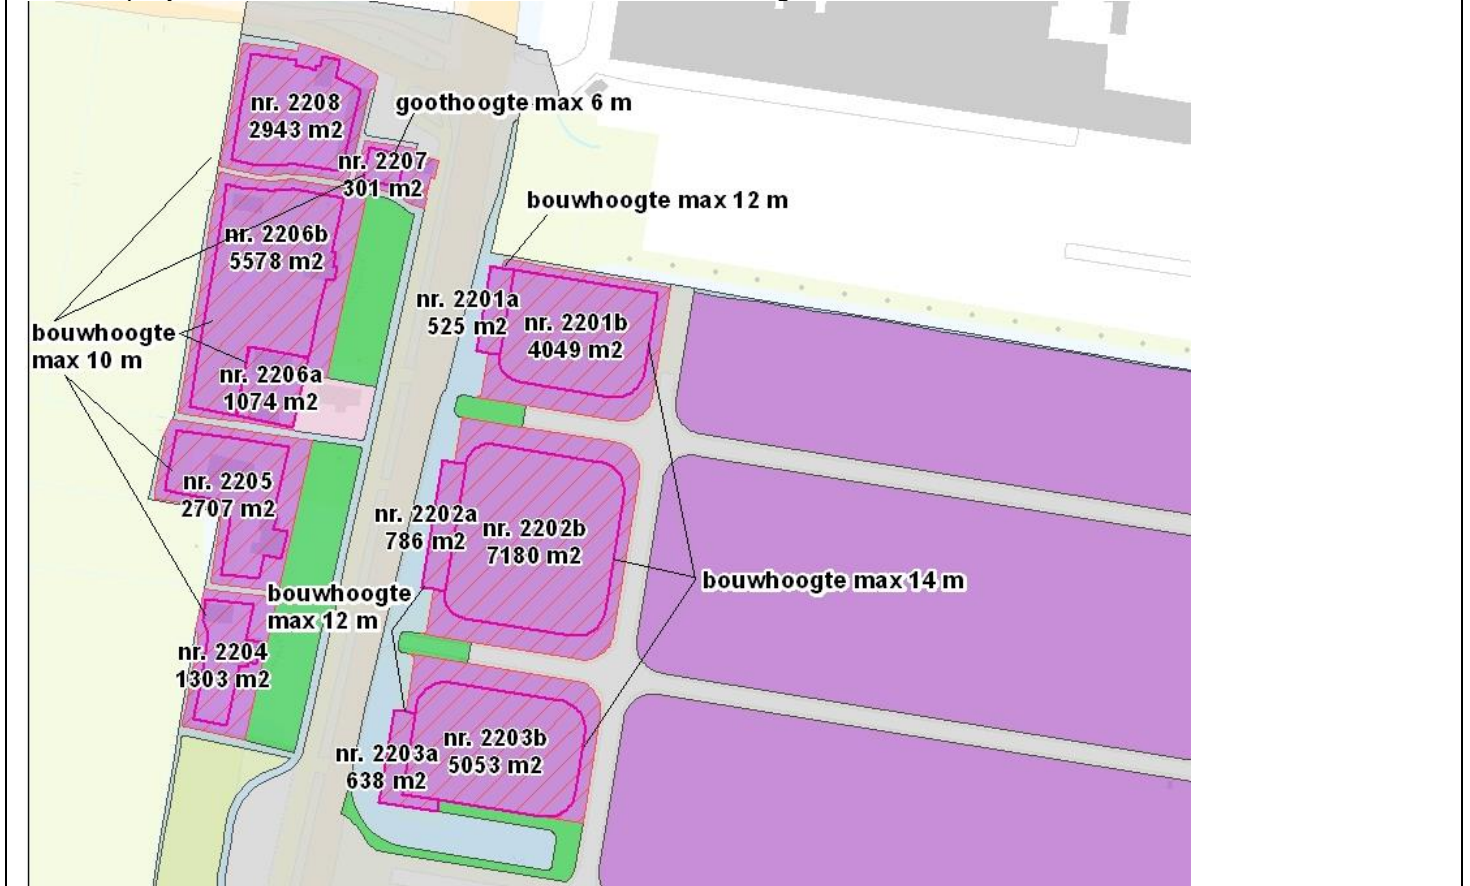 nr. 2208
2943 m2
goothoogte max 6 m
nr. 2207
301 m2
bouwhoogte max 12 m
nr. 2206b
5578 m2
nr. 2201a
525 m2
nr. 2201b
4049 m2
bouwhoogte
max 10 m
nr. 2206a
1074 m2
nr. 2205
2707 m2
nr. 2202a
786 m2
nr. 2202b
7180 m2
bouwhoogte max 14 m
bouwhoogte
max 12 m
nr. 2204
1303 m2
nr. 2203a
638 m2
nr. 2203b
5053 m2